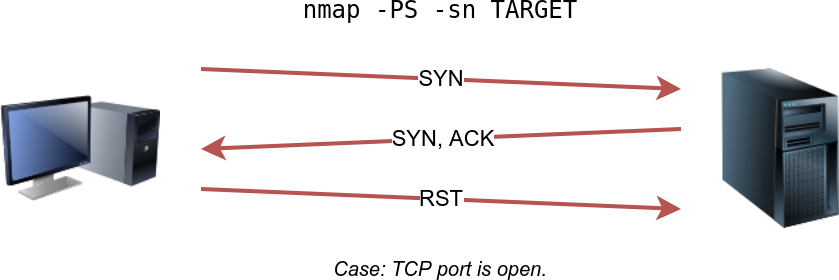 nmap -PS -sn TARGET
SYN
SYN, ACK
RST
Case: TCP port is open.